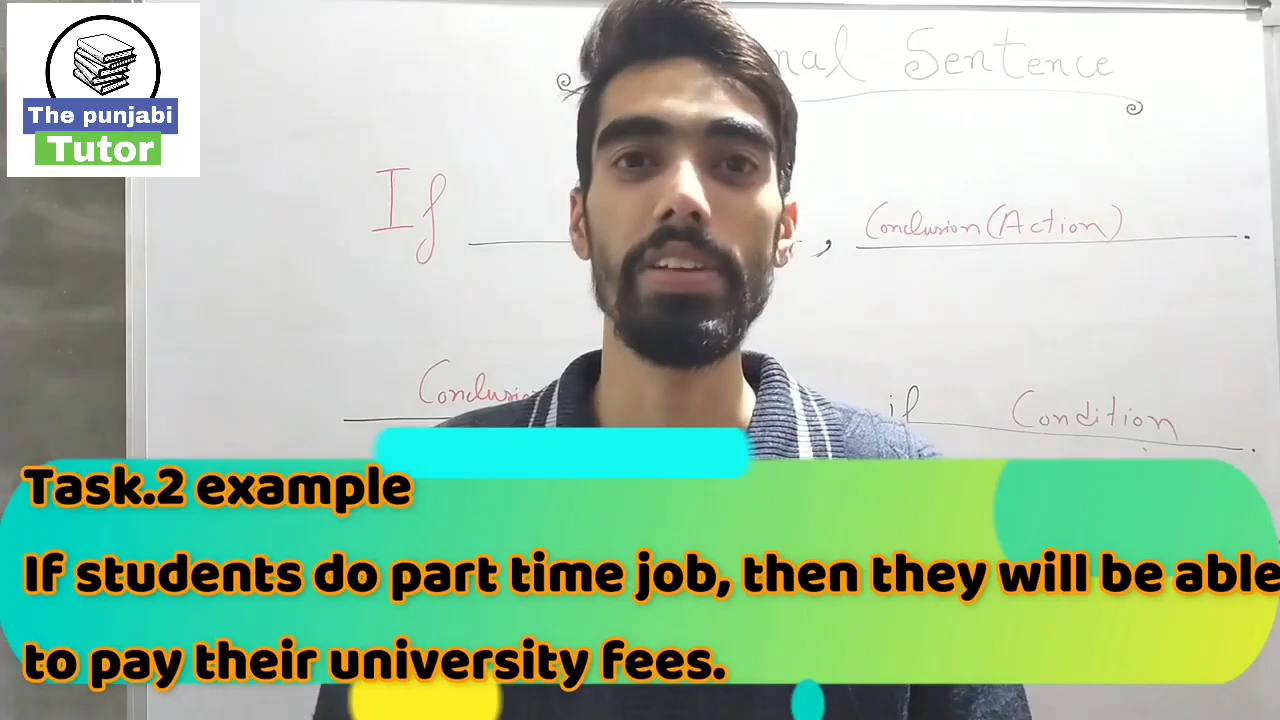 The punjabi
Tutor
nal Sentence
If , Conclusion (Action) .
if Condition .
Task.2 example
If students do part time job, then they will be able
to pay their university fees.